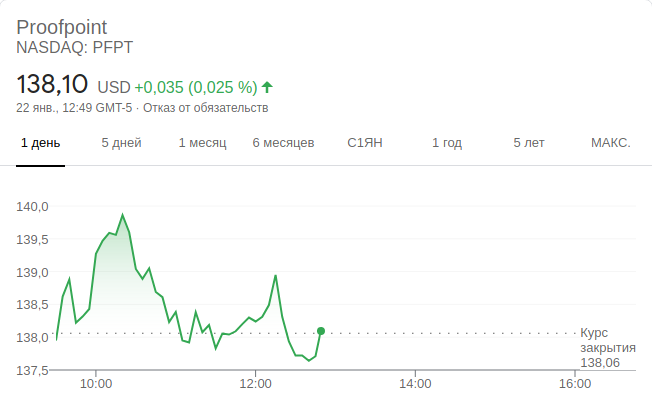 Proofpoint
NASDAQ: PFPT
138,10 USD +0,035 (0,025 %)
22 янв., 12:49 GMT-5 · Отказ от обязательств
1 день 5 дней 1 месяц 6 месяцев С1ЯН 1 год 5 лет МАКС.
140,0
139,5
139,0
138,5
138,0
137,5
Курс
закрытия
138,06
10:00 12:00 14:00 16:00